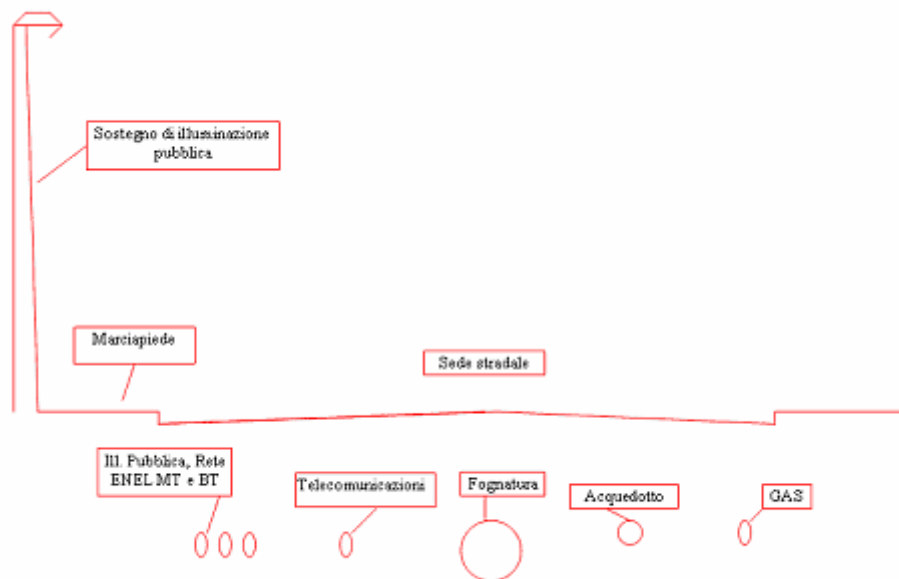 Sostegno di illuminazione
pubblica
Marciapiede
Sede stradale
Ill. Pubblica, Rete
ENEL MT e BT
Telecomunicazioni
Fognatura
Acquedotto
GAS